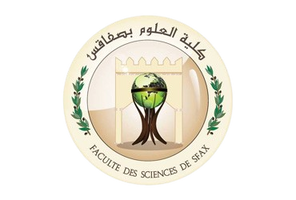 كلية العلوم بصفاقس
FACULTE DES SCIENCES DE SFAX